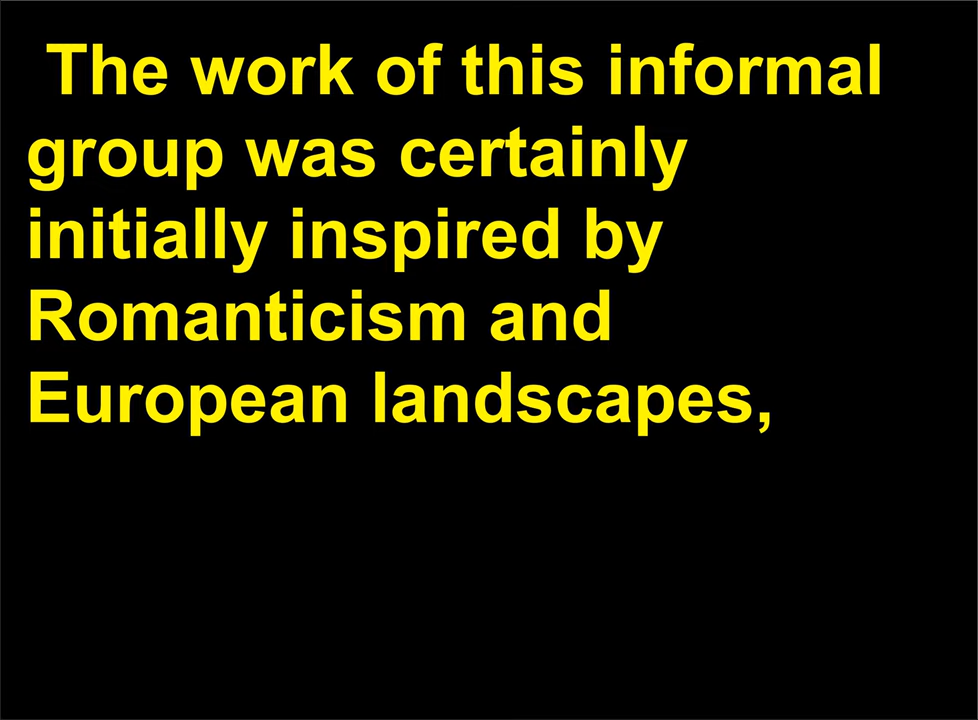 The work of this informal
group was certainly
initially inspired by
Romanticism and
European landscapes,